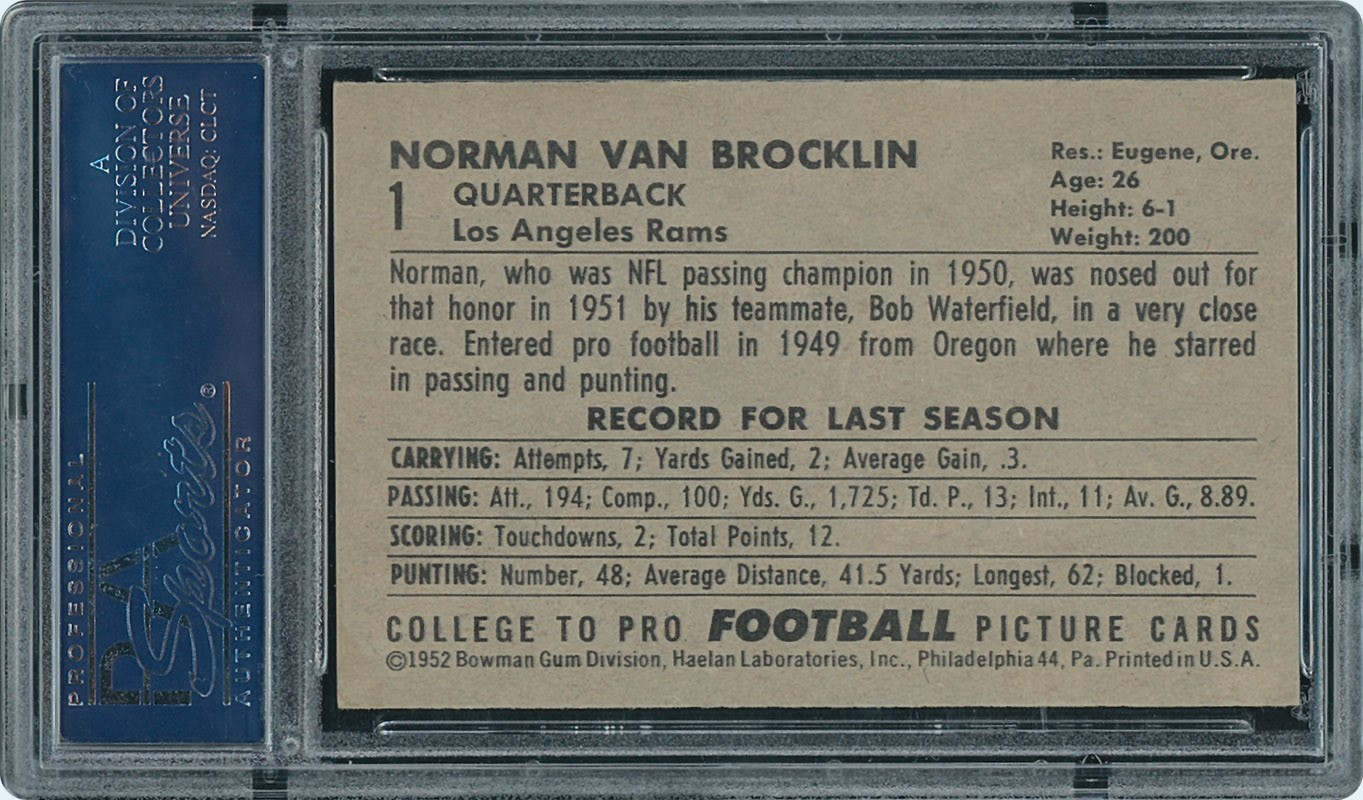 A
DIVISION OF
COLLECTORS
UNIVERSE
NASDAQ: CLCT
PROFESSIONAL
PSA
Sports®
AUTHENTICATOR
NORMAN VAN BROCKLIN
1 QUARTERBACK
Los Angeles Rams
Res.: Eugene, Ore.
Age: 26
Height: 6-1
Weight: 200
Norman, who was NFL passing champion in 1950, was nosed out for
that honor in 1951 by his teammate, Bob Waterfield, in a very close
race. Entered pro football in 1949 from Oregon where he starred
in passing and punting.
RECORD FOR LAST SEASON
CARRYING: Attempts, 7; Yards Gained, 2; Average Gain, .3.
PASSING: Att., 194; Comp., 100; Yds. G., 1,725; Td. P., 13; Int., 11; Av. G., 8.89.
SCORING: Touchdowns, 2; Total Points, 12.
PUNTING: Number, 48; Average Distance, 41.5 Yards; Longest, 62; Blocked, 1.
COLLEGE TO PRO FOOTBALL PICTURE CARDS
©1952 Bowman Gum Division, Haelan Laboratories, Inc., Philadelphia 44, Pa. Printed in U.S.A.